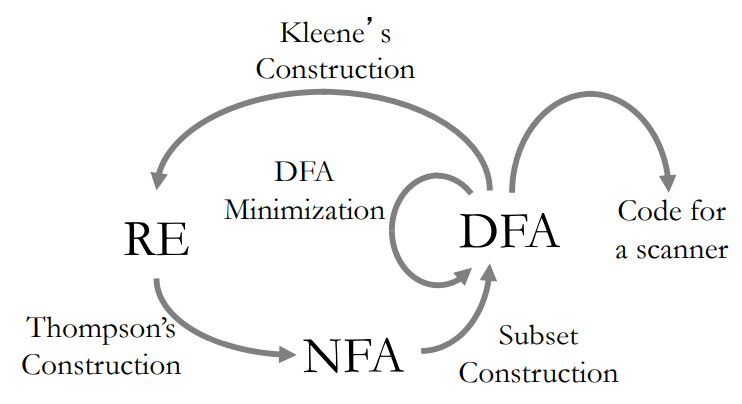 Kleene’s
Construction
DFA
Minimization
RE
DFA
Code for
a scanner
Thompson’s
Construction
NFA
Subset
Construction